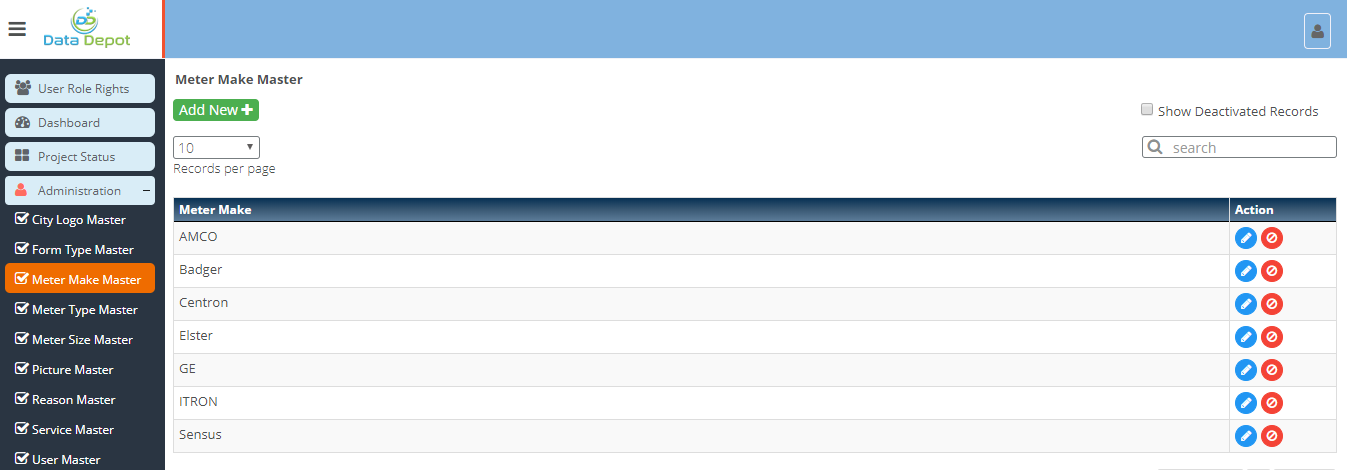 DD
Data Depot
User Role Rights
Dashboard
Project Status
Administration
City Logo Master
Form Type Master
Meter Make Master
Meter Type Master
Meter Size Master
Picture Master
Reason Master
Service Master
User Master
Meter Make Master
Add New
Show Deactivated Records
10
search
Records per page
Meter Make Action
AMCO
Badger
Centron
Elster
GE
ITRON
Sensus